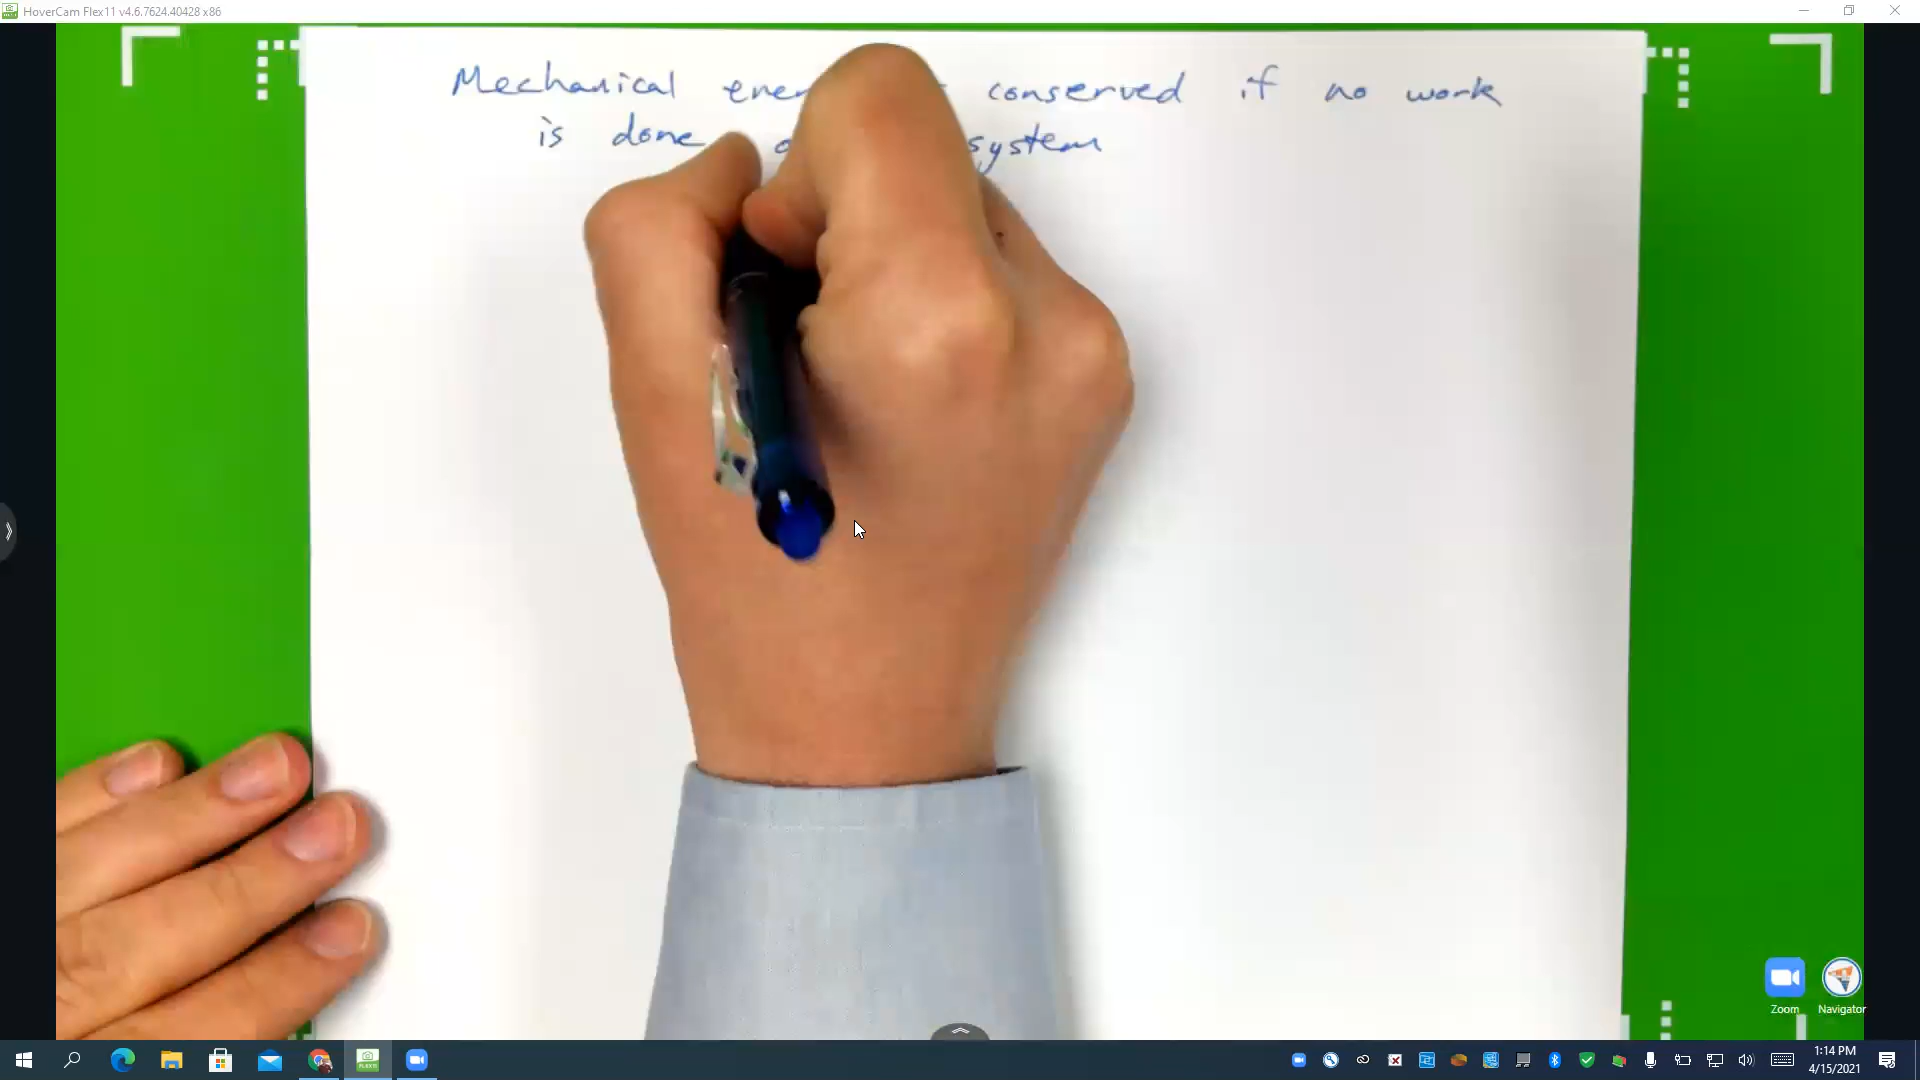 HoverCam Flex11 v4.6.7624.40428 x86
Mechanical conserved if no work
is done system
Zoom
Navigator
1:14 PM
4/15/2021